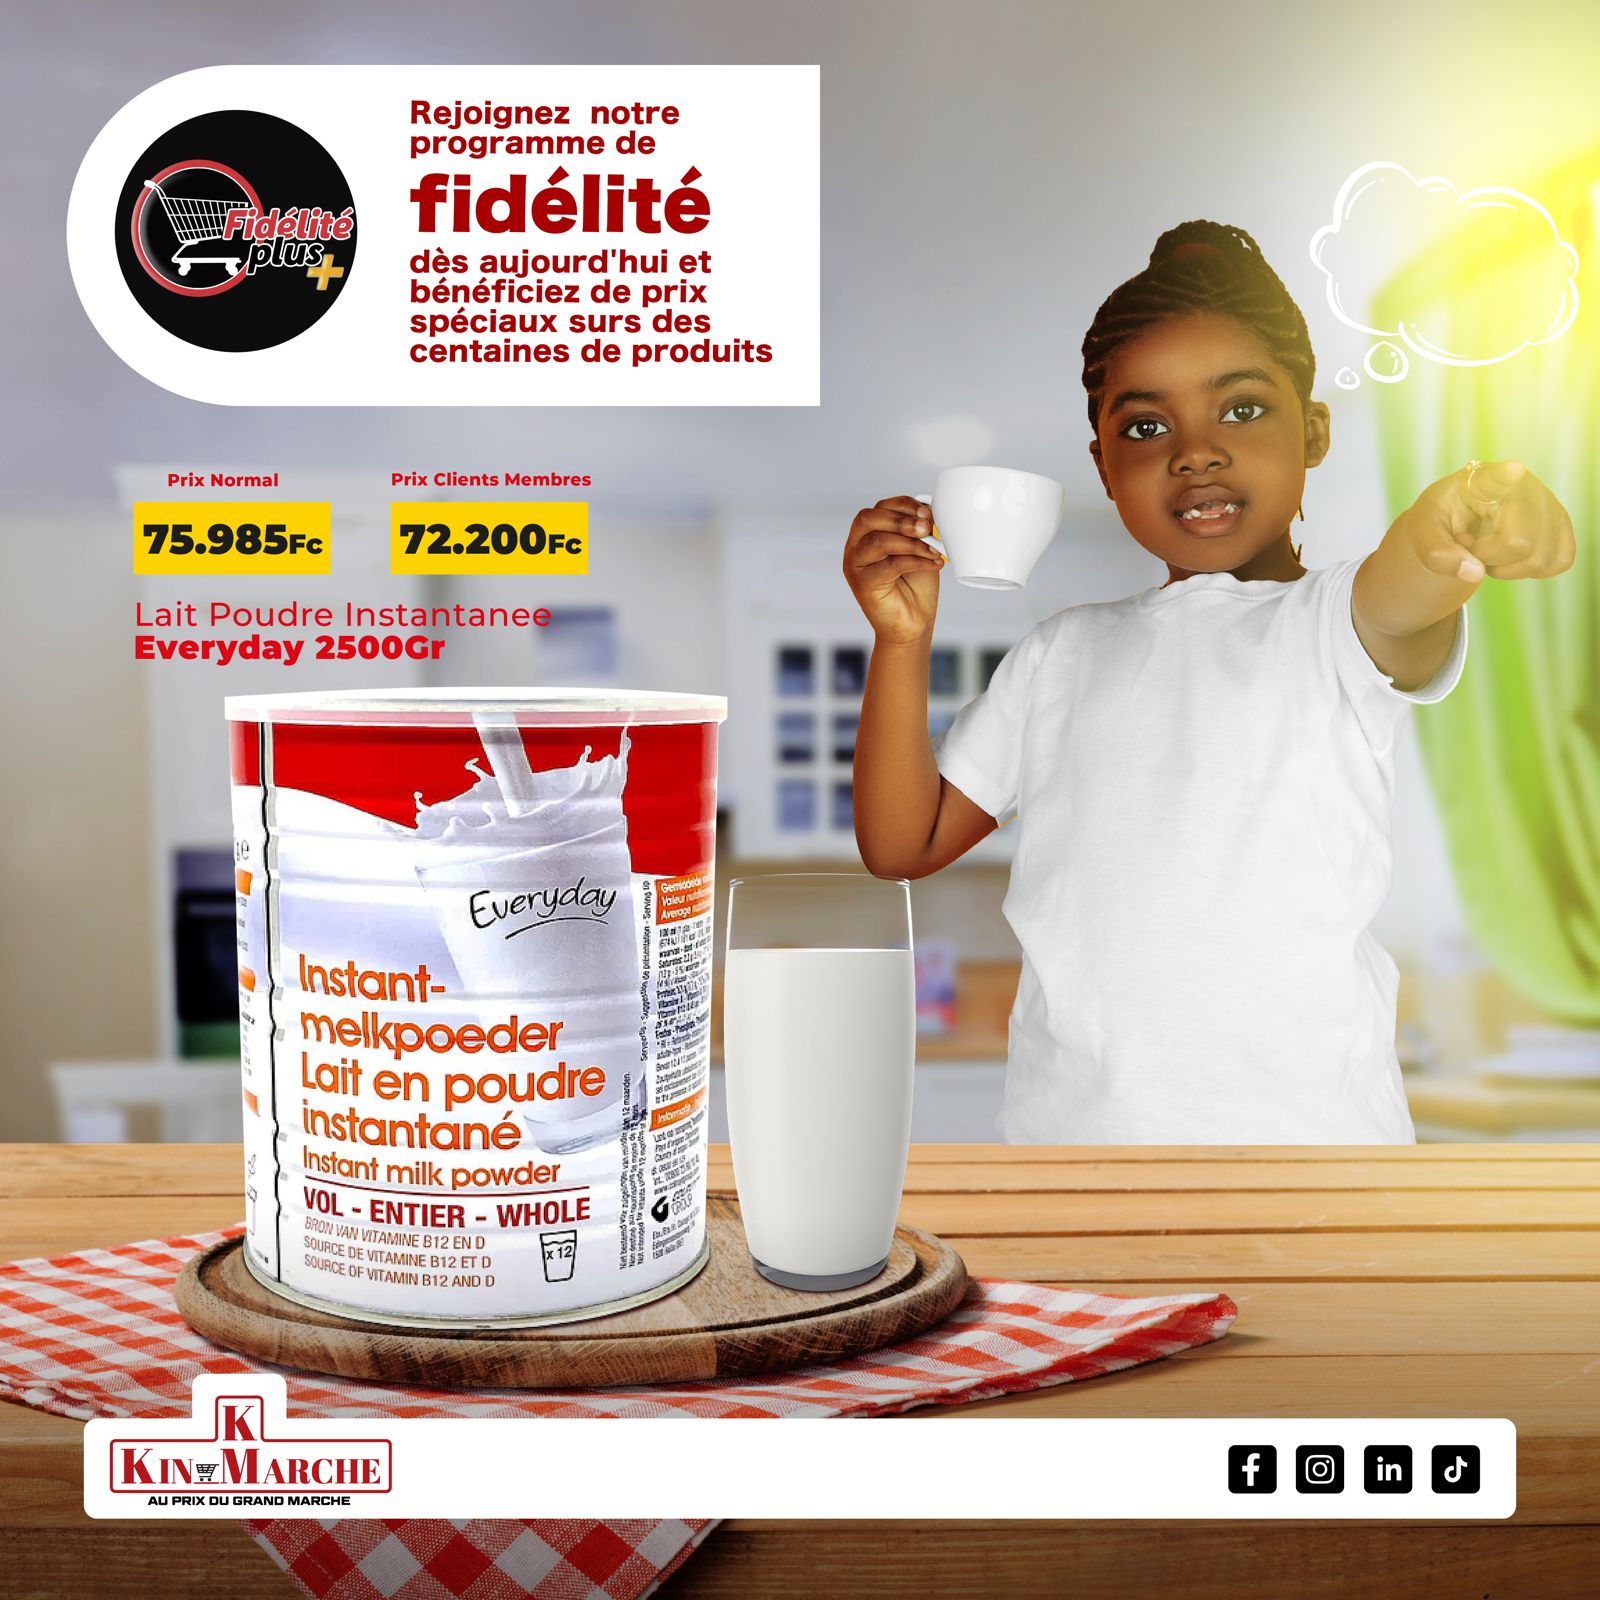 Rejoignez notre
programme de
fidélité
dès aujourd'hui et
bénéficiez de prix
spéciaux surs des
centaines de produits
Fidélité
plus+
Prix Normal
75.985Fc
Prix Clients Membres
72.200Fc
Lait Poudre Instantanee
Everyday 2500Gr
Everyday
Instant-
melkpoeder
Lait en poudre
instantané
Instant milk powder
VOL - ENTIER - WHOLE
BRON VAN VITAMINE B12 EN D
SOURCE DE VITAMINE B12 ET D
SOURCE OF VITAMIN B12 AND D
x 12
K
KIN MARCHE
AU PRIX DU GRAND MARCHE